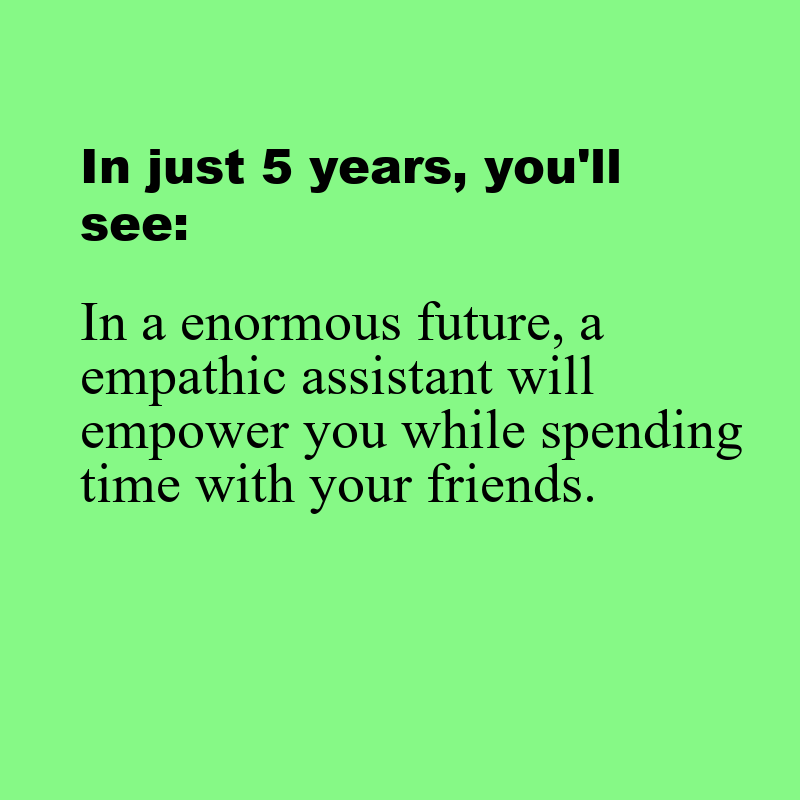 In just 5 years, you'll
see:
In a enormous future, a
empathic assistant will
empower you while spending
time with your friends.